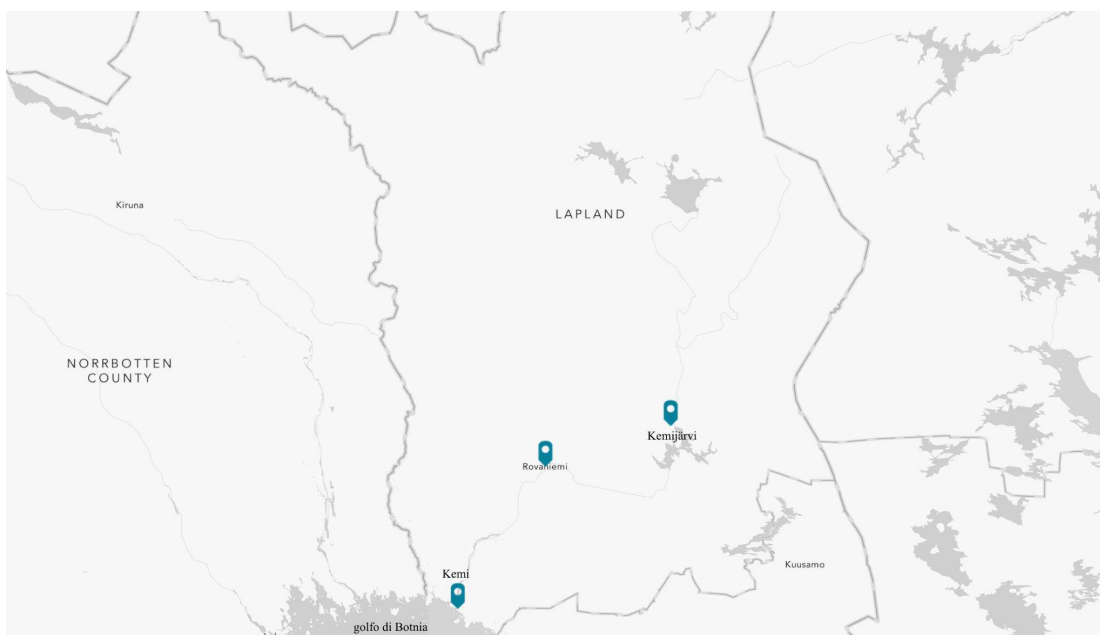 Kiruna
LAPLAND
NORRBOTTEN
COUNTY
Kemijärvi
Rovaniemi
Kuusamo
Kemi
golfo di Botnia